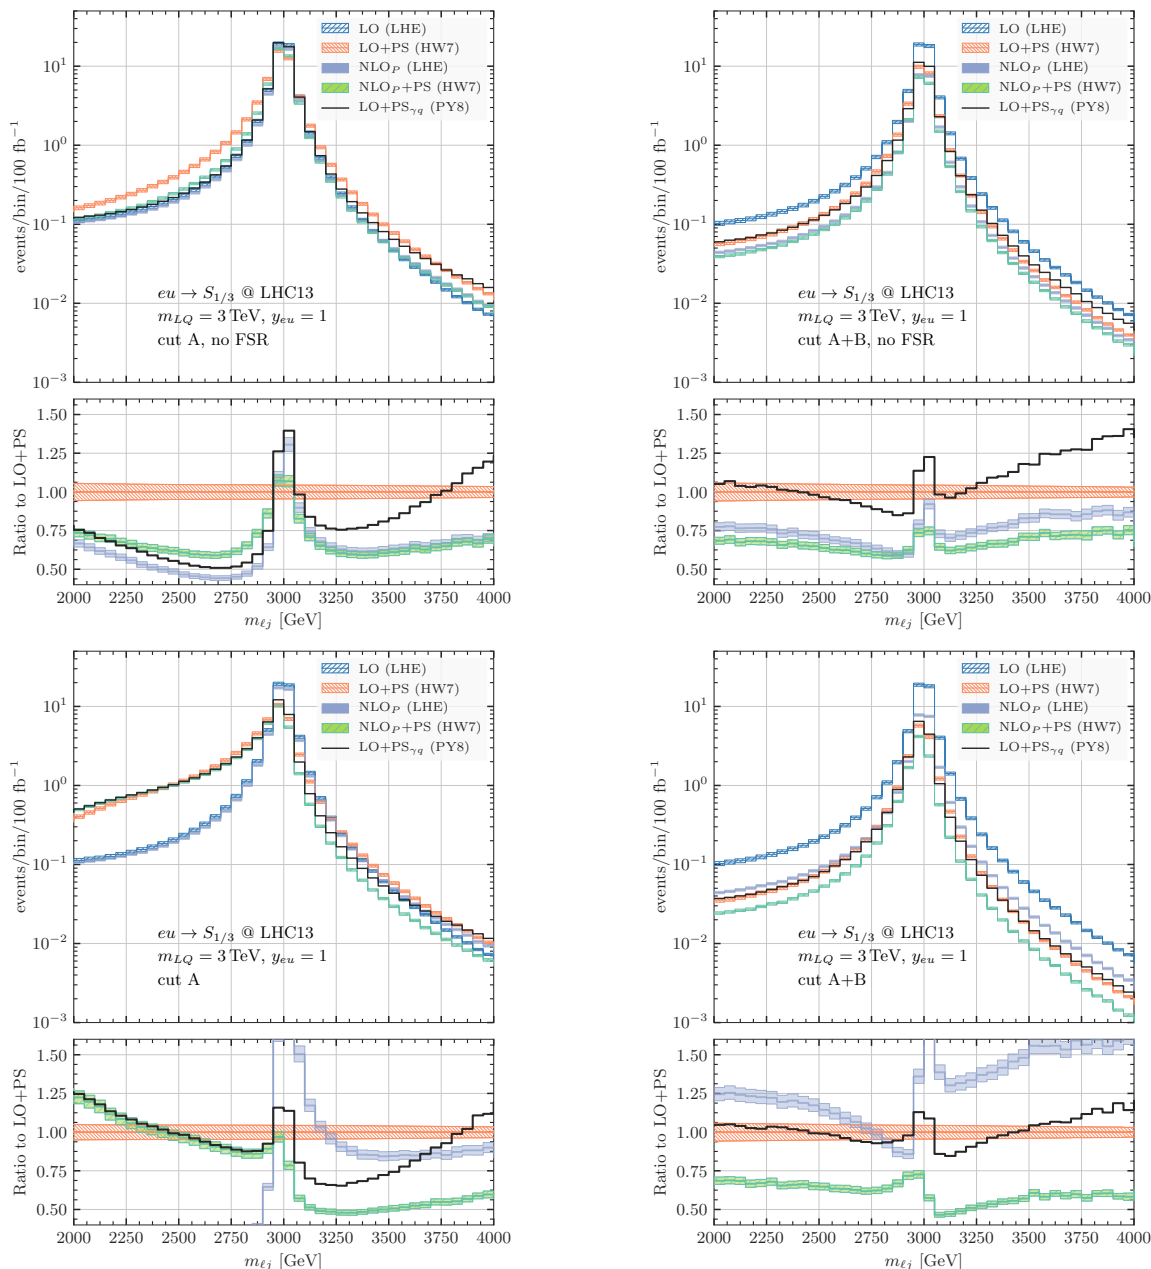 LO (LHE)
LO+PS (HW7)
NLO_P (LHE)
NLO_P+PS (HW7)
LO+PS_γq (PY8)
10^1
10^0
10^−1
10^−2
10^−3
events/bin/100 fb^−1
eu → S_1/3 @ LHC13
m_LQ = 3 TeV, y_eu = 1
cut A, no FSR
1.50
1.25
1.00
0.75
0.50
Ratio to LO+PS
2000 2250 2500 2750 3000 3250 3500 3750 4000
m_ℓj [GeV]
LO (LHE)
LO+PS (HW7)
NLO_P (LHE)
NLO_P+PS (HW7)
LO+PS_γq (PY8)
10^1
10^0
10^−1
10^−2
10^−3
events/bin/100 fb^−1
eu → S_1/3 @ LHC13
m_LQ = 3 TeV, y_eu = 1
cut A+B, no FSR
1.50
1.25
1.00
0.75
0.50
Ratio to LO+PS
2000 2250 2500 2750 3000 3250 3500 3750 4000
m_ℓj [GeV]
LO (LHE)
LO+PS (HW7)
NLO_P (LHE)
NLO_P+PS (HW7)
LO+PS_γq (PY8)
10^1
10^0
10^−1
10^−2
10^−3
events/bin/100 fb^−1
eu → S_1/3 @ LHC13
m_LQ = 3 TeV, y_eu = 1
cut A
1.50
1.25
1.00
0.75
0.50
Ratio to LO+PS
2000 2250 2500 2750 3000 3250 3500 3750 4000
m_ℓj [GeV]
LO (LHE)
LO+PS (HW7)
NLO_P (LHE)
NLO_P+PS (HW7)
LO+PS_γq (PY8)
10^1
10^0
10^−1
10^−2
10^−3
events/bin/100 fb^−1
eu → S_1/3 @ LHC13
m_LQ = 3 TeV, y_eu = 1
cut A+B
1.50
1.25
1.00
0.75
0.50
Ratio to LO+PS
2000 2250 2500 2750 3000 3250 3500 3750 4000
m_ℓj [GeV]